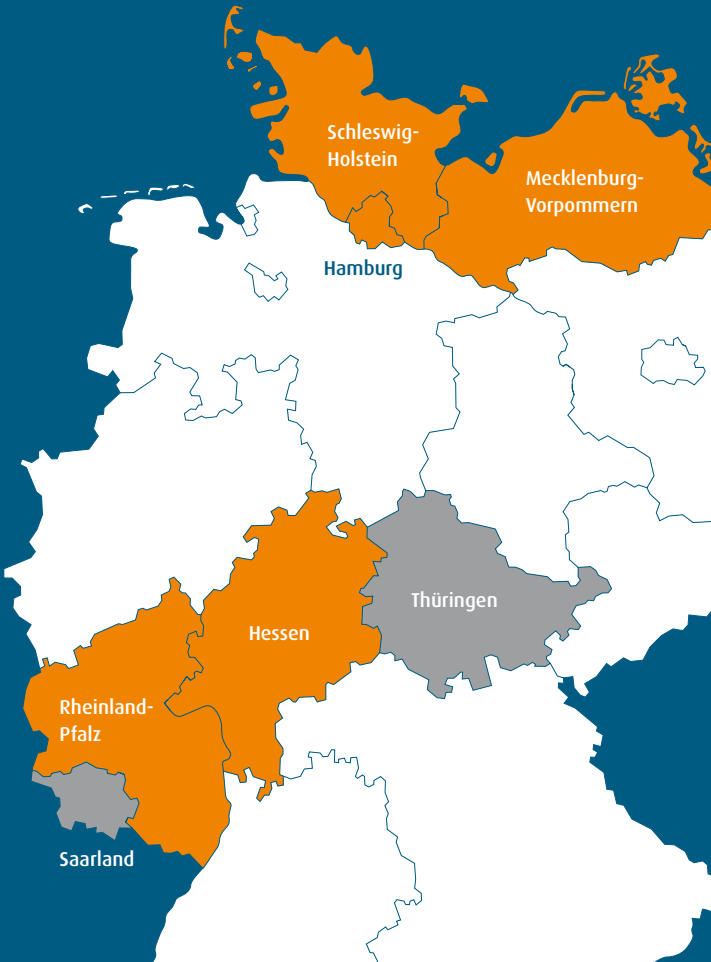 Schleswig-
Holstein
Mecklenburg-
Vorpommern
Hamburg
Thüringen
Hessen
Rheinland-
Pfalz
Saarland